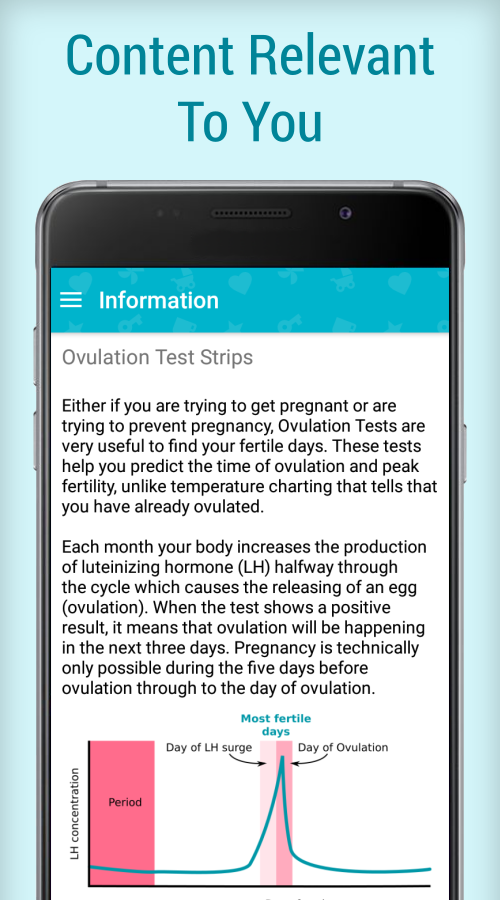 Content Relevant
To You
Information
Ovulation Test Strips
Either if you are trying to get pregnant or are
trying to prevent pregnancy, Ovulation Tests are
very useful to find your fertile days. These tests
help you predict the time of ovulation and peak
fertility, unlike temperature charting that tells that
you have already ovulated.
Each month your body increases the production
of luteinizing hormone (LH) halfway through
the cycle which causes the releasing of an egg
(ovulation). When the test shows a positive
result, it means that ovulation will be happening
in the next three days. Pregnancy is technically
only possible during the five days before
ovulation through to the day of ovulation.
Most fertile
days
Day of LH surge
Day of Ovulation
Period
LH concentration